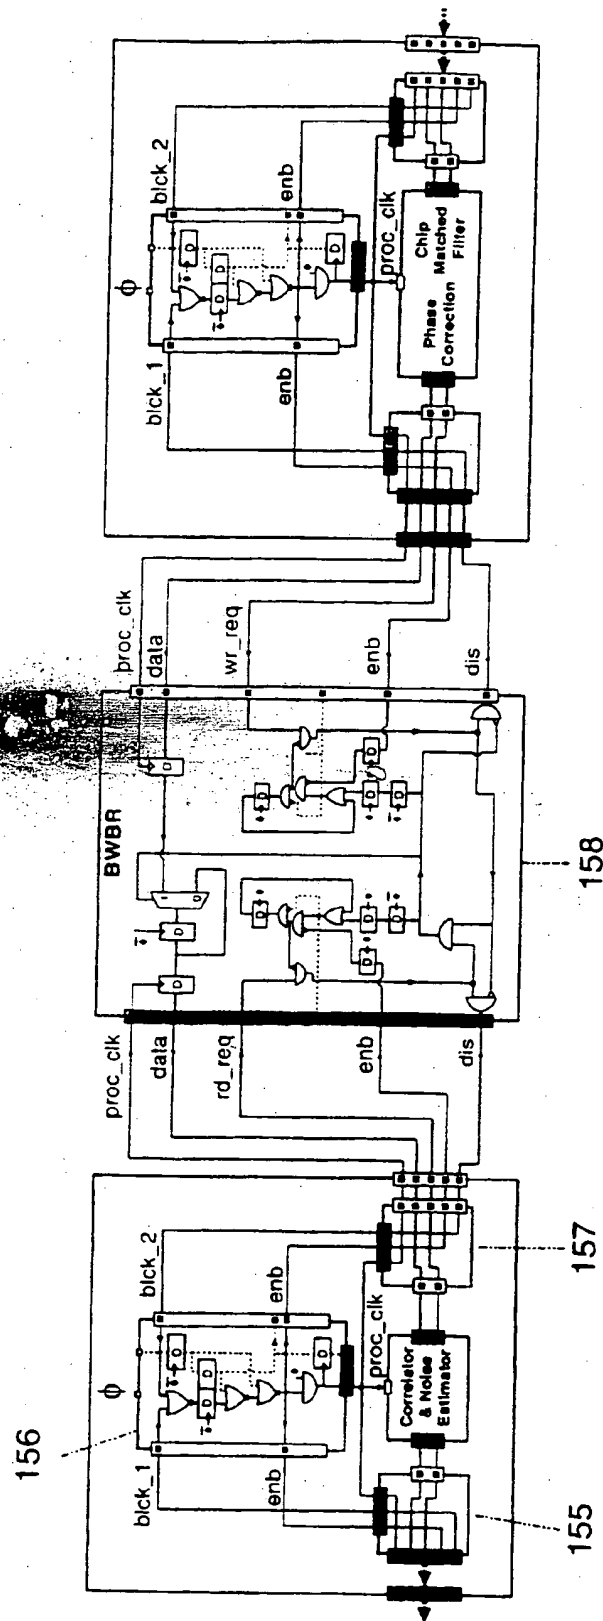 156
ϕ
blck_1
blck_2
enb
enb
D
D
D
D
proc_clk
Correlator
& Noise
Estimator
155
157
proc_clk
data
rd_req
enb
dis
BWBR
D
D
D
D
D
D
D
D
D
D
D
158
proc_clk
data
wr_req
enb
dis
ϕ
blck_1
blck_2
enb
enb
D
D
D
D
proc_clk
Phase
Correction
Chip
Matched
Filter